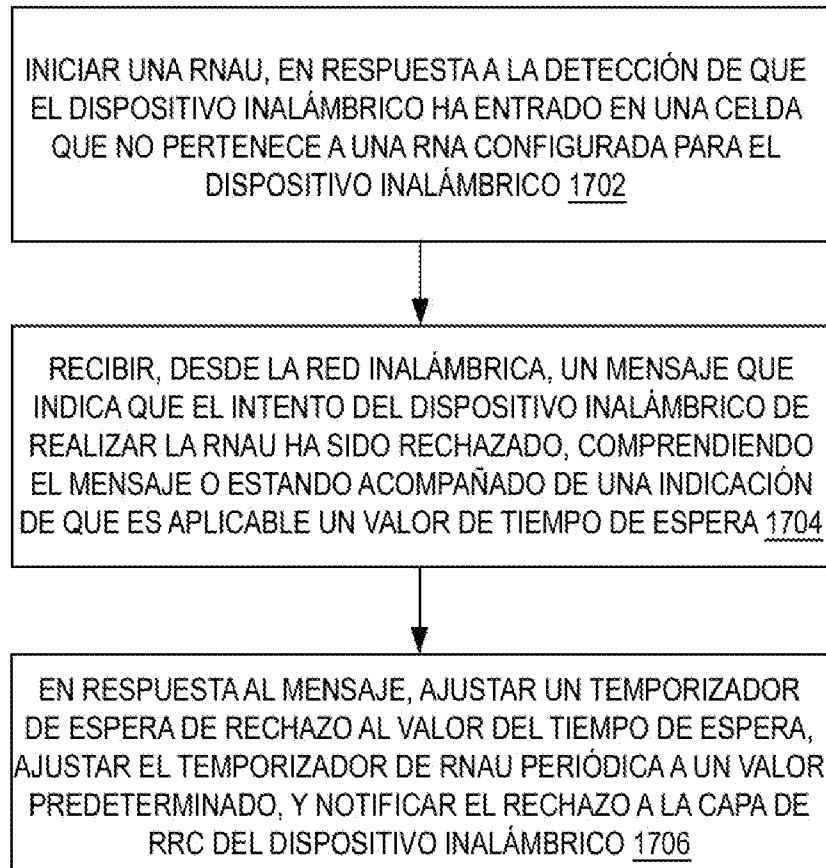 INICIAR UNA RNAU, EN RESPUESTA A LA DETECCIÓN DE QUE
EL DISPOSITIVO INALÁMBRICO HA ENTRADO EN UNA CELDA
QUE NO PERTENECE A UNA RNA CONFIGURADA PARA EL
DISPOSITIVO INALÁMBRICO 1702
RECIBIR, DESDE LA RED INALÁMBRICA, UN MENSAJE QUE
INDICA QUE EL INTENTO DEL DISPOSITIVO INALÁMBRICO DE
REALIZAR LA RNAU HA SIDO RECHAZADO, COMPRENDIENDO
EL MENSAJE O ESTANDO ACOMPAÑADO DE UNA INDICACIÓN
DE QUE ES APLICABLE UN VALOR DE TIEMPO DE ESPERA 1704
EN RESPUESTA AL MENSAJE, AJUSTAR UN TEMPORIZADOR
DE ESPERA DE RECHAZO AL VALOR DEL TIEMPO DE ESPERA,
AJUSTAR EL TEMPORIZADOR DE RNAU PERIÓDICA A UN VALOR
PREDETERMINADO, Y NOTIFICAR EL RECHAZO A LA CAPA DE
RRC DEL DISPOSITIVO INALÁMBRICO 1706